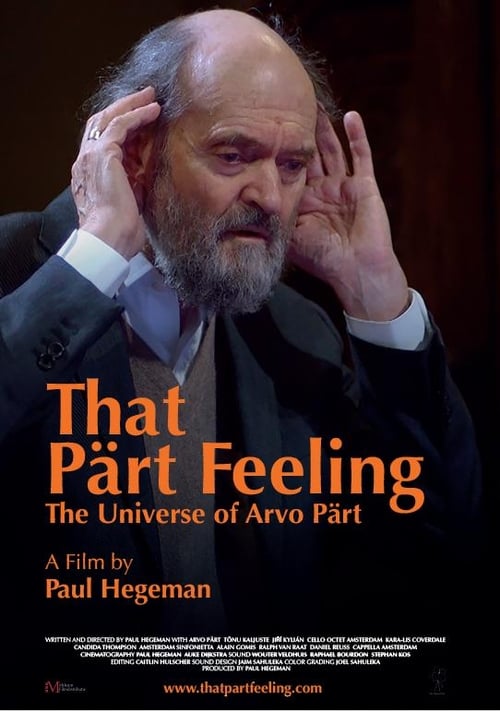 That
Pärt Feeling
The Universe of Arvo Pärt
A Film by
Paul Hegeman
WRITTEN AND DIRECTED BY PAUL HEGEMAN WITH ARVO PÄRT TÕNU KALJUSTE JIŘÍ KYLIÁN CELLO OCTET AMSTERDAM KARA-LIS COVERDALE
CANDIDA THOMPSON AMSTERDAM SINFONIETTA ALAIN GOMIS RALPH VAN RAAT DANIEL REUSS CAPPELLA AMSTERDAM
CINEMATOGRAPHY PAUL HEGEMAN AUKE DIJKSTRA SOUND WOUTER VELDHUIS RAPHAEL BOURDON STEPHAN KOS
EDITING CAITLIN HULSCHER SOUND DESIGN JAIM SAHULEKA COLOR GRADING JOEL SAHULEKA
PRODUCED BY PAUL HEGEMAN
www.thatpartfeeling.com